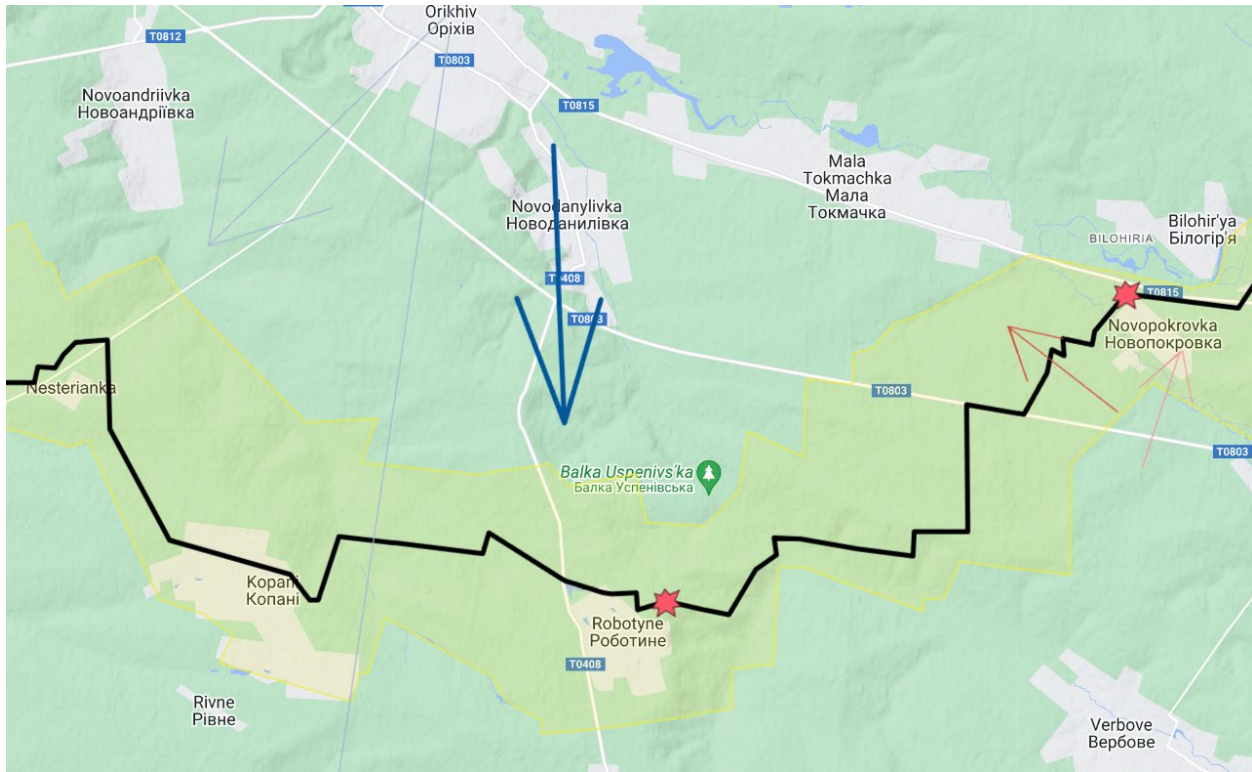 Orikhiv
Оріхів
T0812
T0803
Novoandriivka
Новоандріївка
T0815
Mala
Tokmachka
Мала
Токмачка
Novodanylivka
Новоданилівка
Bilohir'ya
Білогір'я
BILOHIRIA
T0408
T0815
T0803
Novopokrovka
Новопокровка
Nesterianka
T0803
T0803
Balka Uspenivs'ka
Балка Успенівська
Kopani
Копані
Robotyne
Роботине
T0408
Rivne
Рівне
Verbove
Вербове